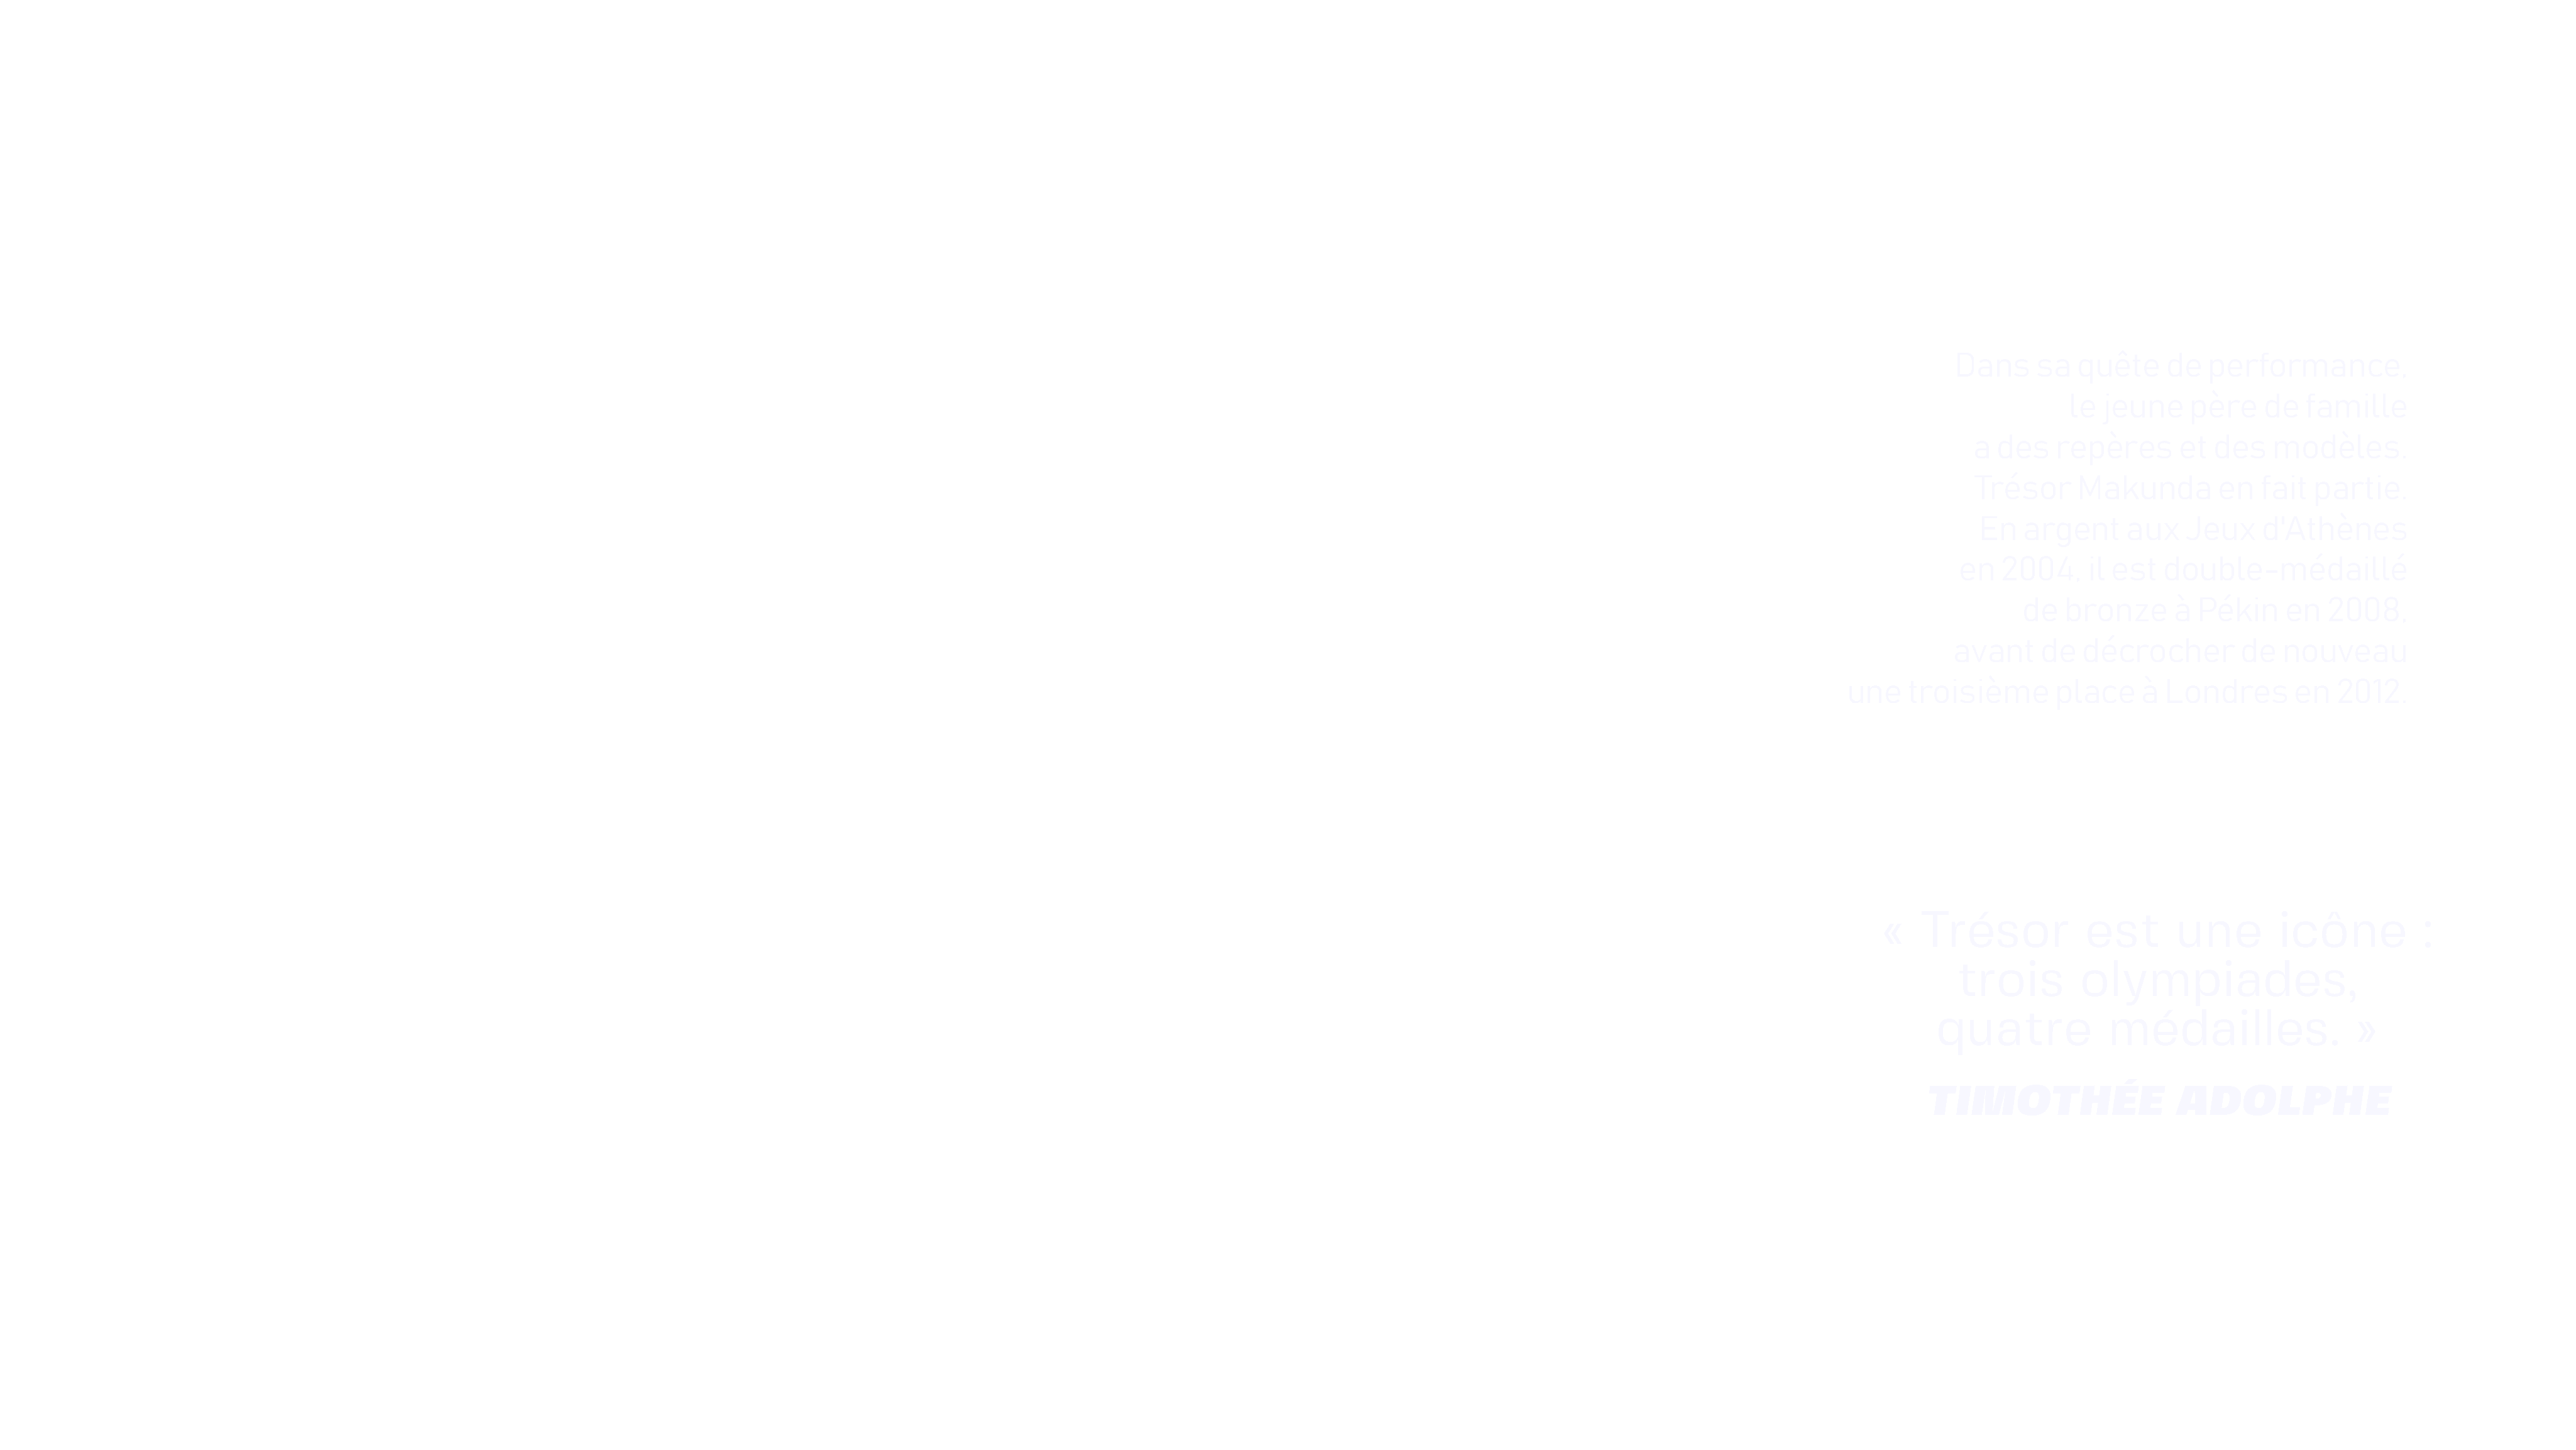 Dans sa quête de performance,
le jeune père de famille
a des repères et des modèles.
Trésor Makunda en fait partie.
En argent aux Jeux d'Athènes
en 2004, il est double-médaillé
de bronze à Pékin en 2008,
avant de décrocher de nouveau
une troisième place à Londres en 2012.
« Trésor est une icône :
trois olympiades,
quatre médailles. »
TIMOTHÉE ADOLPHE